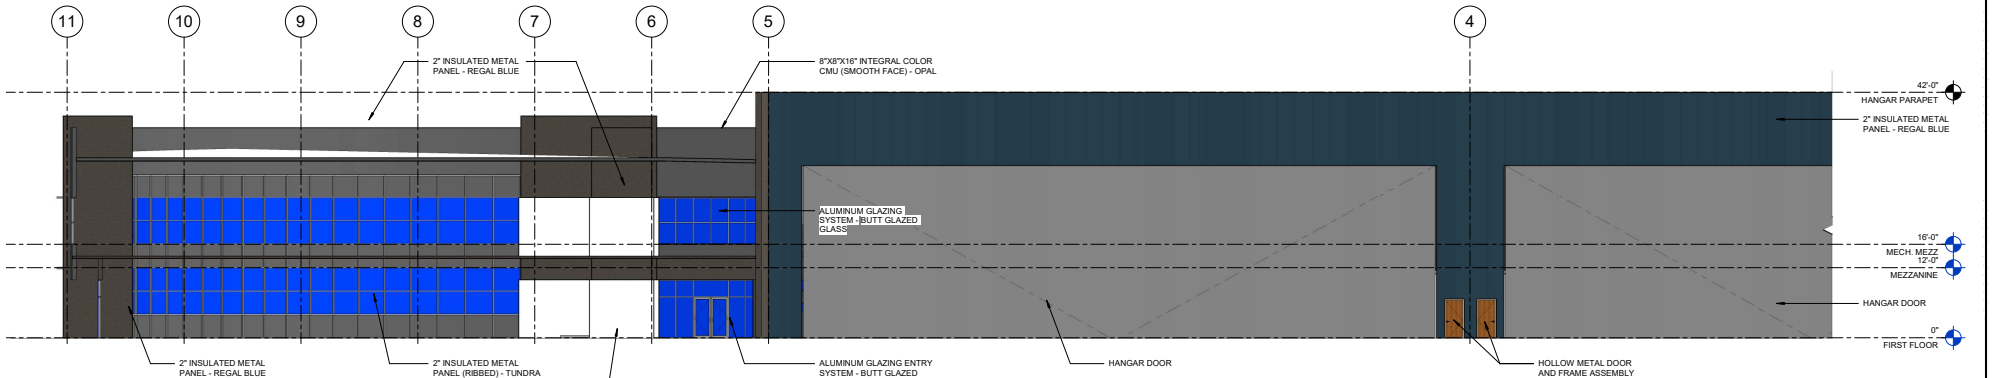 11
10
9
8
7
6
5
4
2" INSULATED METAL
PANEL - REGAL BLUE
8"X8"X16" INTEGRAL COLOR
CMU (SMOOTH FACE) - OPAL
42'-0"
HANGAR PARAPET
2" INSULATED METAL
PANEL - REGAL BLUE
ALUMINUM GLAZING
SYSTEM - BUTT GLAZED
GLASS
16'-0"
MECH. MEZZ
12'-0"
MEZZANINE
HANGAR DOOR
0"
FIRST FLOOR
2" INSULATED METAL
PANEL - REGAL BLUE
2" INSULATED METAL
PANEL (RIBBED) - TUNDRA
ALUMINUM GLAZING ENTRY
SYSTEM - BUTT GLAZED
HANGAR DOOR
HOLLOW METAL DOOR
AND FRAME ASSEMBLY